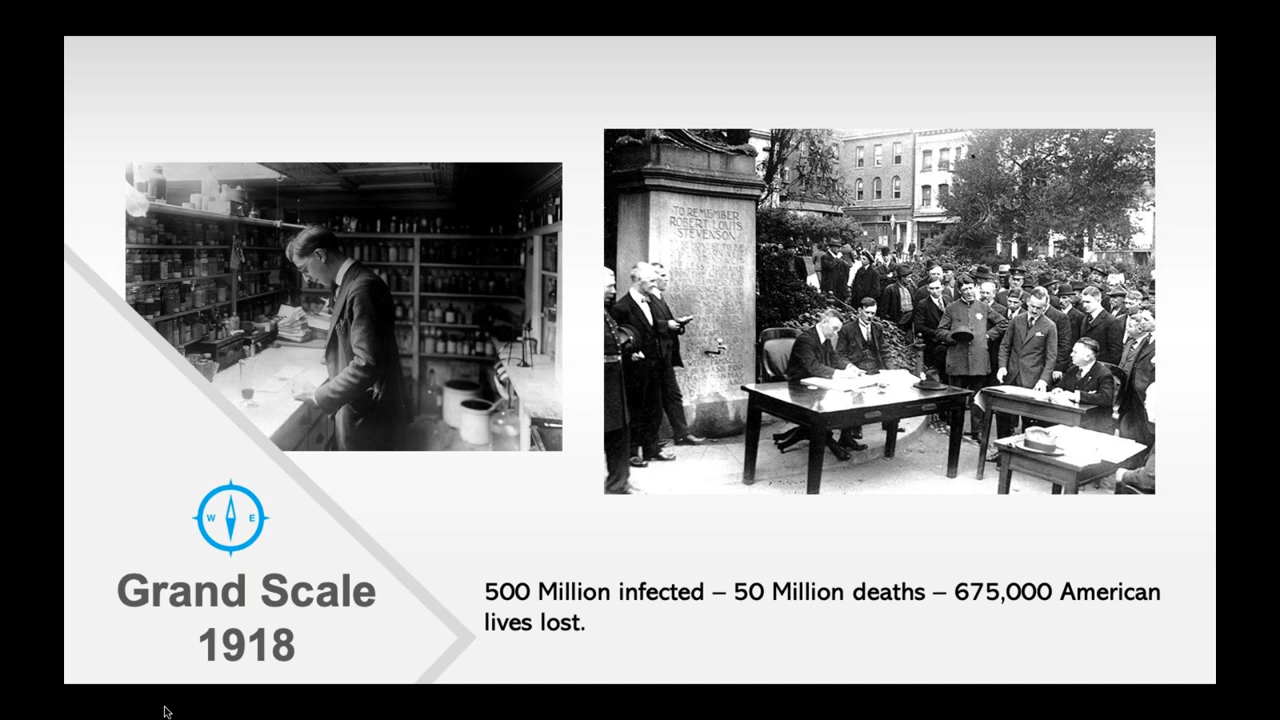 TO REMEMBER
ROBERT LOUIS
STEVENSON
W E
Grand Scale
1918
500 Million infected – 50 Million deaths – 675,000 American
lives lost.